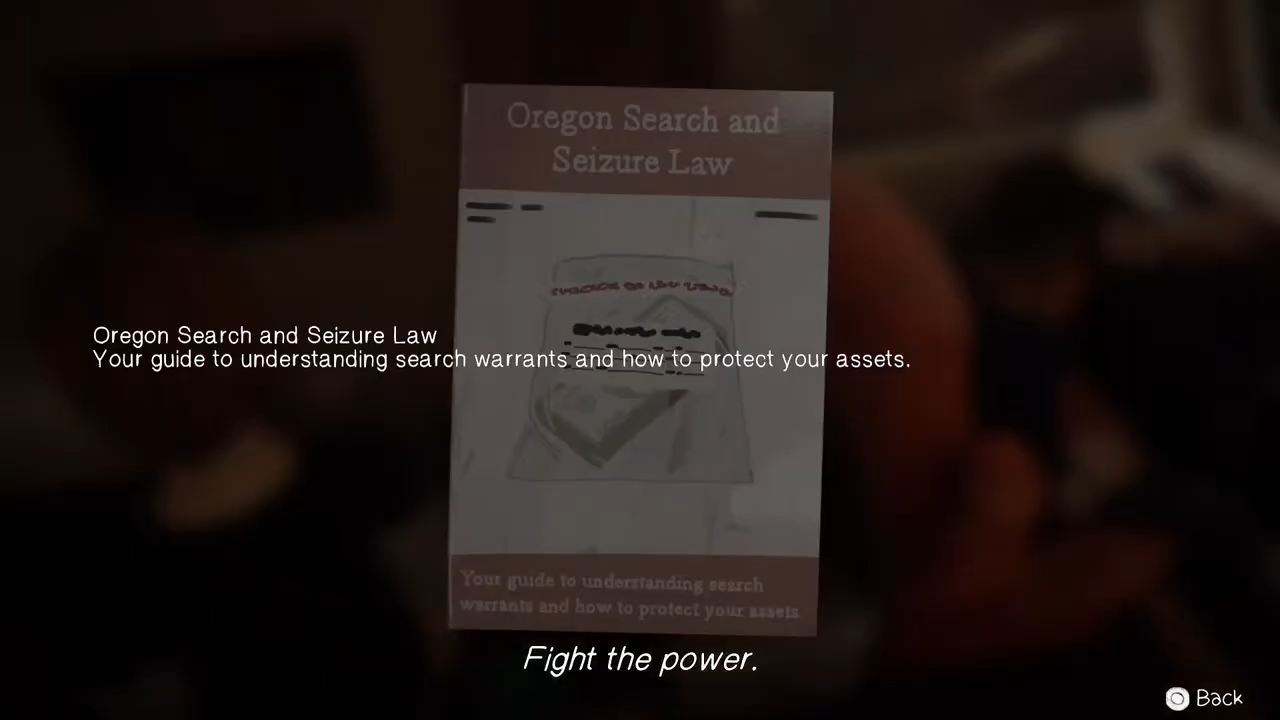 Oregon Search and
Seizure Law
Oregon Search and Seizure Law
Your guide to understanding search warrants and how to protect your assets.
Your guide to understanding search
warrants and how to protect your assets
Fight the power.
Back